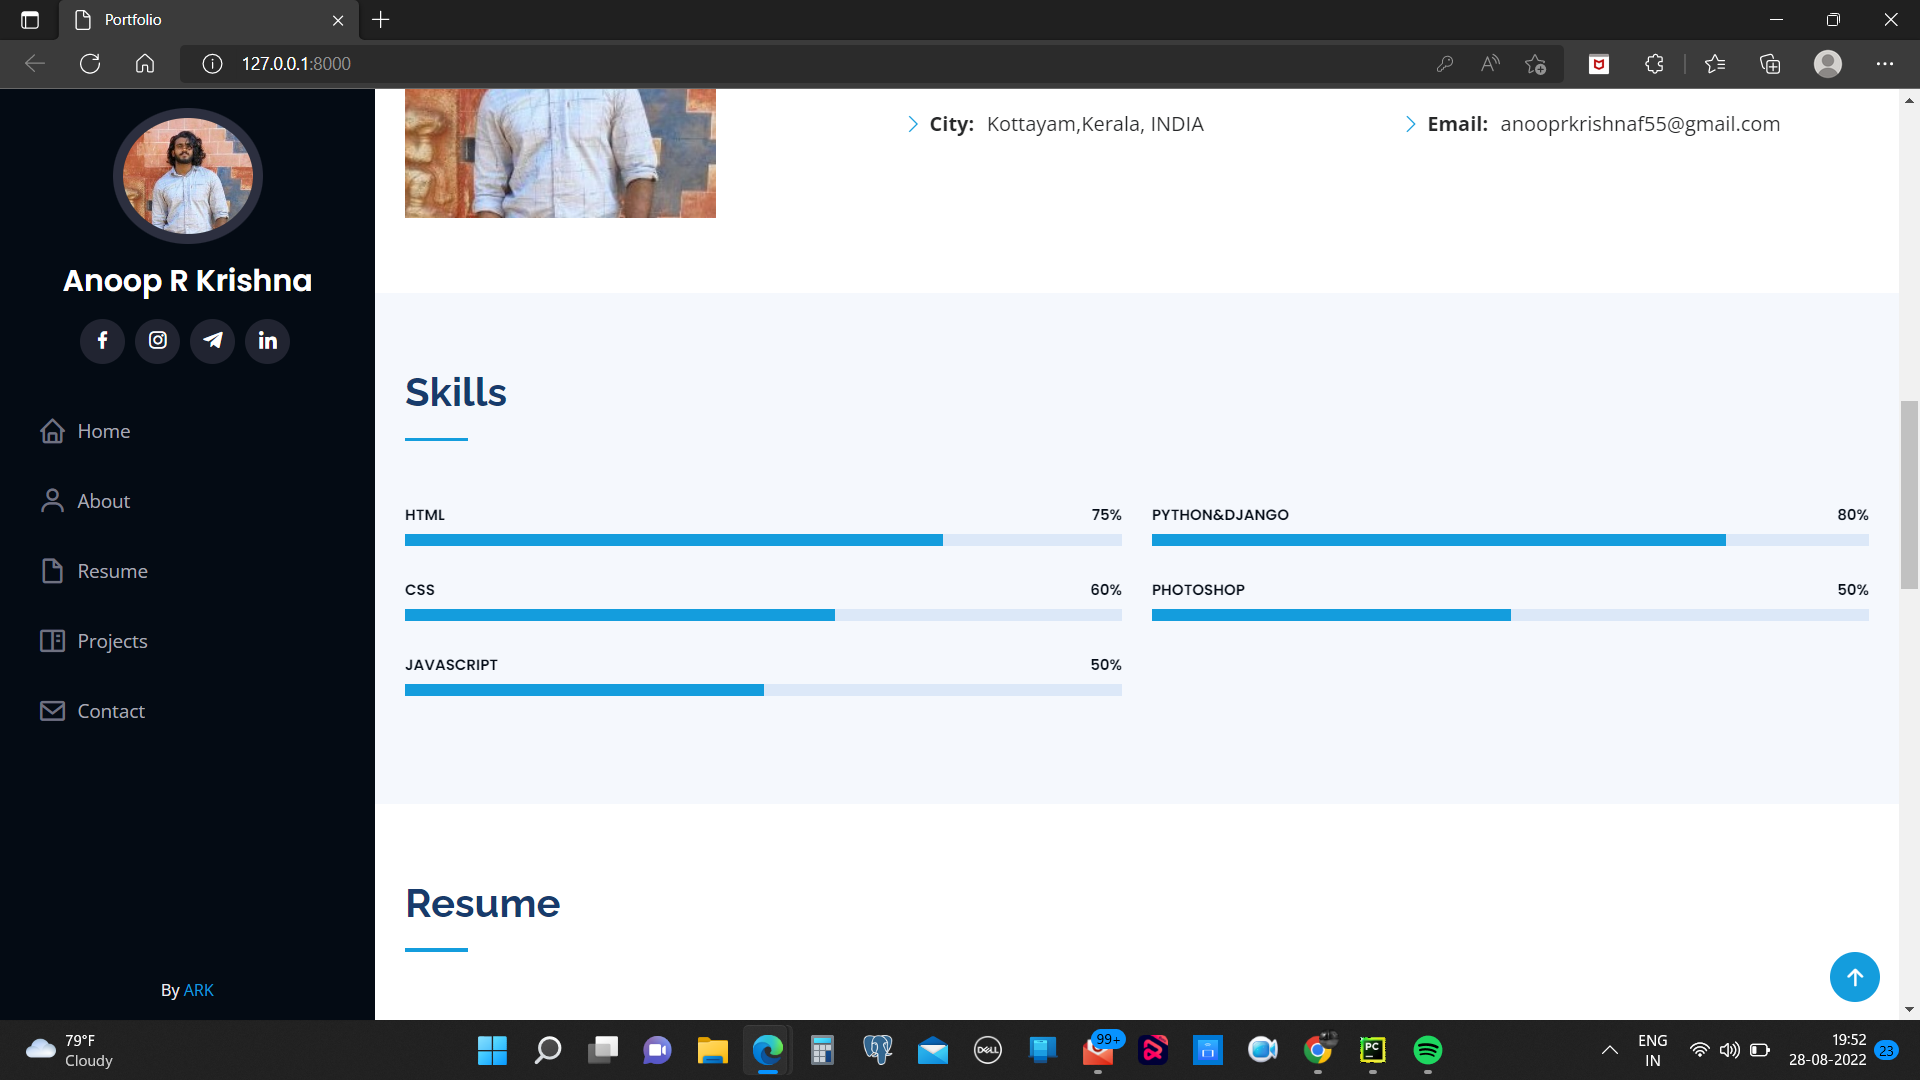 Portfolio
127.0.0.1:8000
Anoop R Krishna
Home
About
Resume
Projects
Contact
By ARK
City: Kottayam,Kerala, INDIA
Email: anooprkrishnaf55@gmail.com
Skills
HTML 75%
PYTHON&DJANGO 80%
CSS 60%
PHOTOSHOP 50%
JAVASCRIPT 50%
Resume
79°F
Cloudy
DELL
99+
PC
ENG
IN
19:52
28-08-2022
23